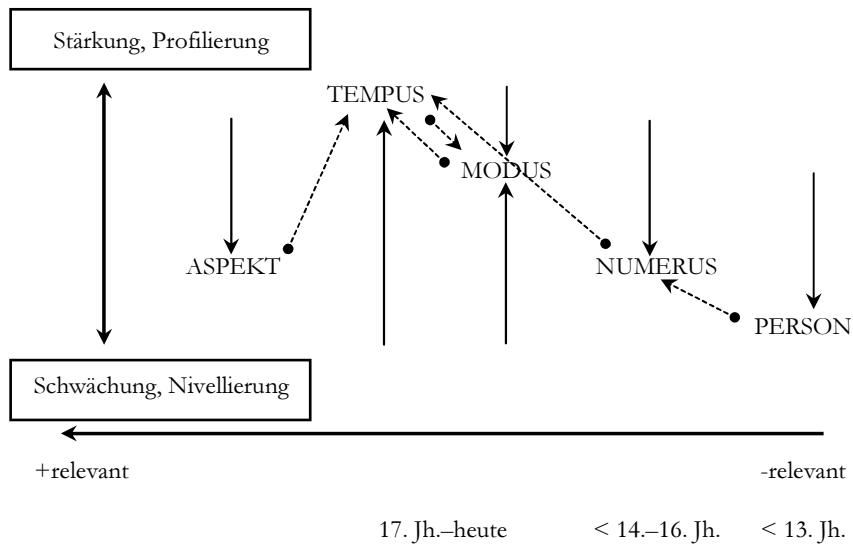 Stärkung, Profilierung
TEMPUS
MODUS
ASPEKT
NUMERUS
PERSON
Schwächung, Nivellierung
+relevant -relevant
17. Jh.–heute < 14.–16. Jh. < 13. Jh.